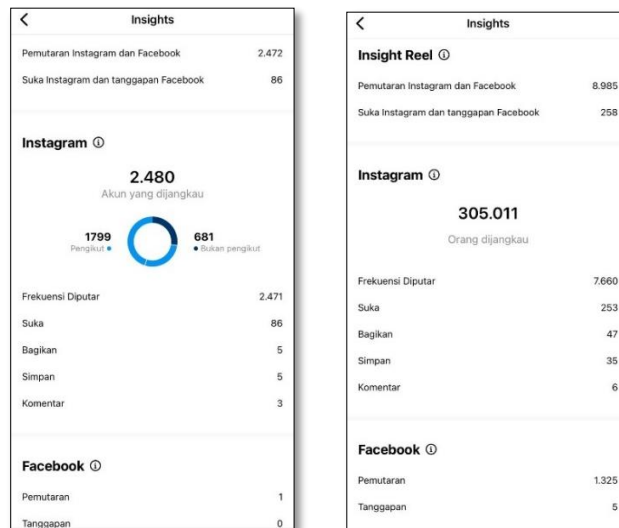 Insights
Pemutaran Instagram dan Facebook 2.472
Suka Instagram dan tanggapan Facebook 86
Instagram
2.480
Akun yang dijangkau
1799
Pengikut
681
Bukan pengikut
Frekuensi Diputar 2.471
Suka 86
Bagikan 5
Simpan 5
Komentar 3
Facebook
Pemutaran 1
Tanggapan 0
Insights
Insight Reel
Pemutaran Instagram dan Facebook 8.985
Suka Instagram dan tanggapan Facebook 258
Instagram
305.011
Orang dijangkau
Frekuensi Diputar 7.660
Suka 253
Bagikan 47
Simpan 35
Komentar 6
Facebook
Pemutaran 1.325
Tanggapan 5